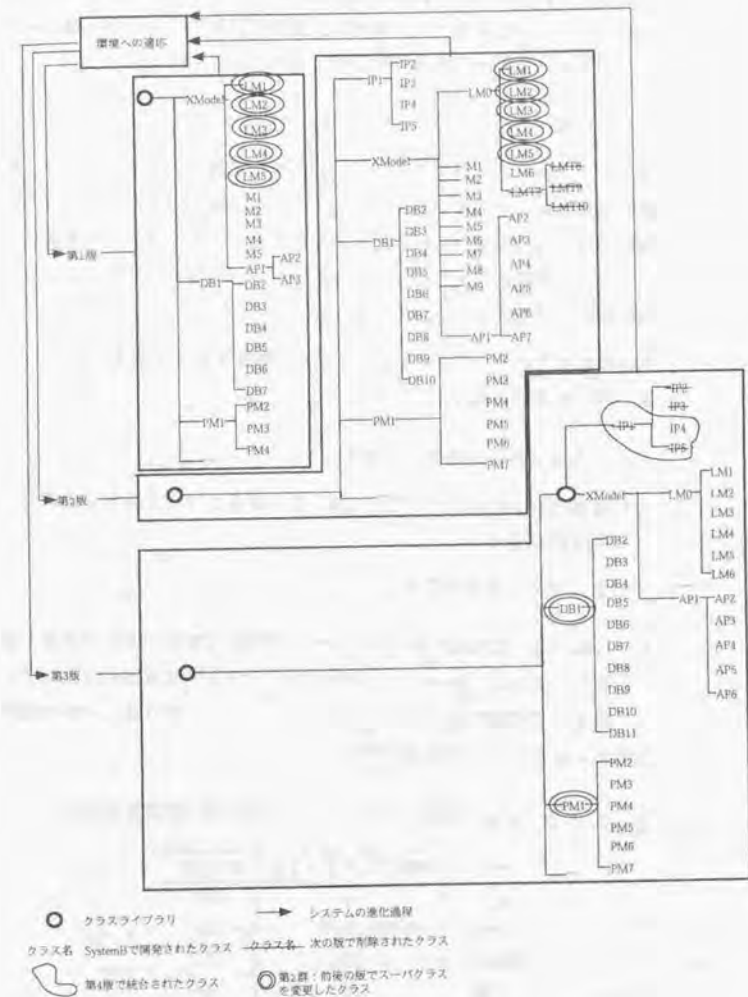 環境への適応
第1版
XModel
LM1
LM2
LM3
LM4
LM5
M1
M2
M3
M4
M5
AP1
AP2
AP3
DB1
DB2
DB3
DB4
DB5
DB6
DB7
PM1
PM2
PM3
PM4
第2版
IP1
IP2
IP3
IP4
IP5
XModel
LM0
LM1
LM2
LM3
LM4
LM5
LM6
LMT7
LMT8
LMT9
LMT10
M1
M2
M3
M4
M5
M6
M7
M8
M9
AP1
AP2
AP3
AP4
AP5
AP6
AP7
DB1
DB2
DB3
DB4
DB5
DB6
DB7
DB8
DB9
DB10
PM1
PM2
PM3
PM4
PM5
PM6
PM7
第3版
IP1
IP2
IP3
IP4
IP5
XModel
LM0
LM1
LM2
LM3
LM4
LM5
LM6
AP1
AP2
AP3
AP4
AP5
AP6
DB1
DB2
DB3
DB4
DB5
DB6
DB7
DB8
DB9
DB10
DB11
PM1
PM2
PM3
PM4
PM5
PM6
PM7
クラスライブラリ
システムの進化過程
クラス名 SystemBで開発されたクラス
クラス名 次の版で削除されたクラス
第4版で統合されたクラス
第2群：前後の版でスーパクラス
を変更したクラス